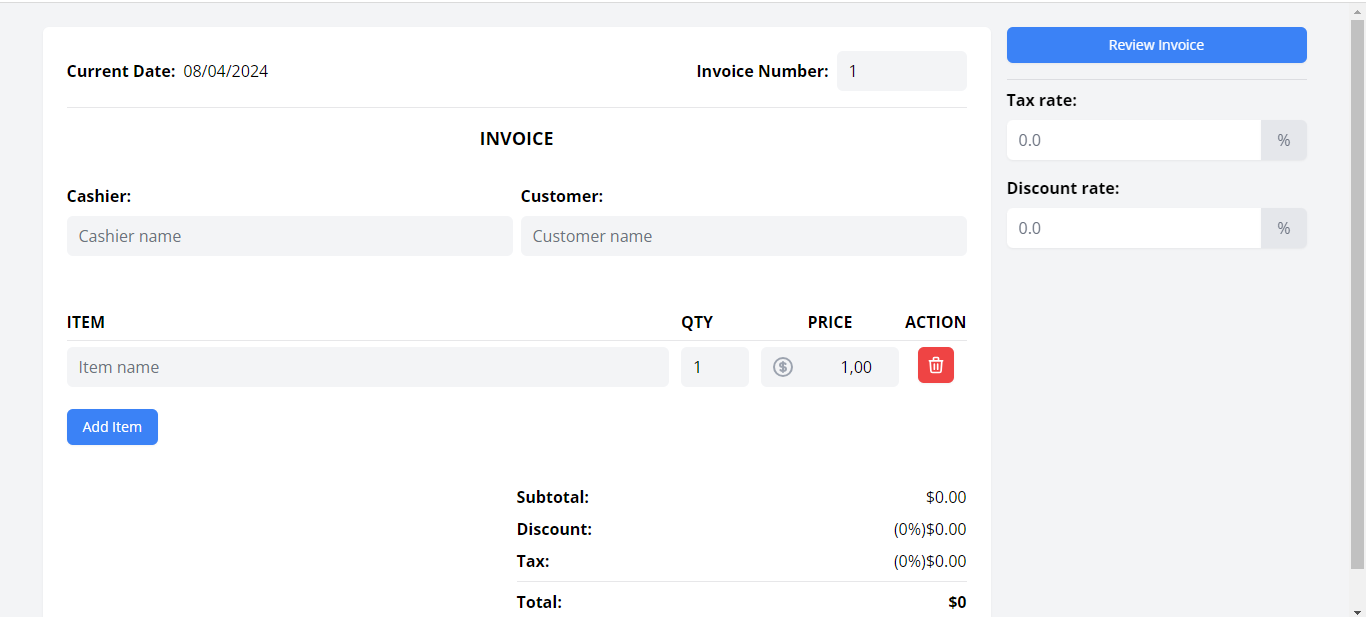 Current Date: 08/04/2024 Invoice Number: 1
Review Invoice
INVOICE
Tax rate:
0.0 %
Discount rate:
0.0 %
Cashier: Customer:
Cashier name Customer name
ITEM QTY PRICE ACTION
Item name 1 $ 1,00
Add Item
Subtotal: $0.00
Discount: (0%)$0.00
Tax: (0%)$0.00
Total: $0